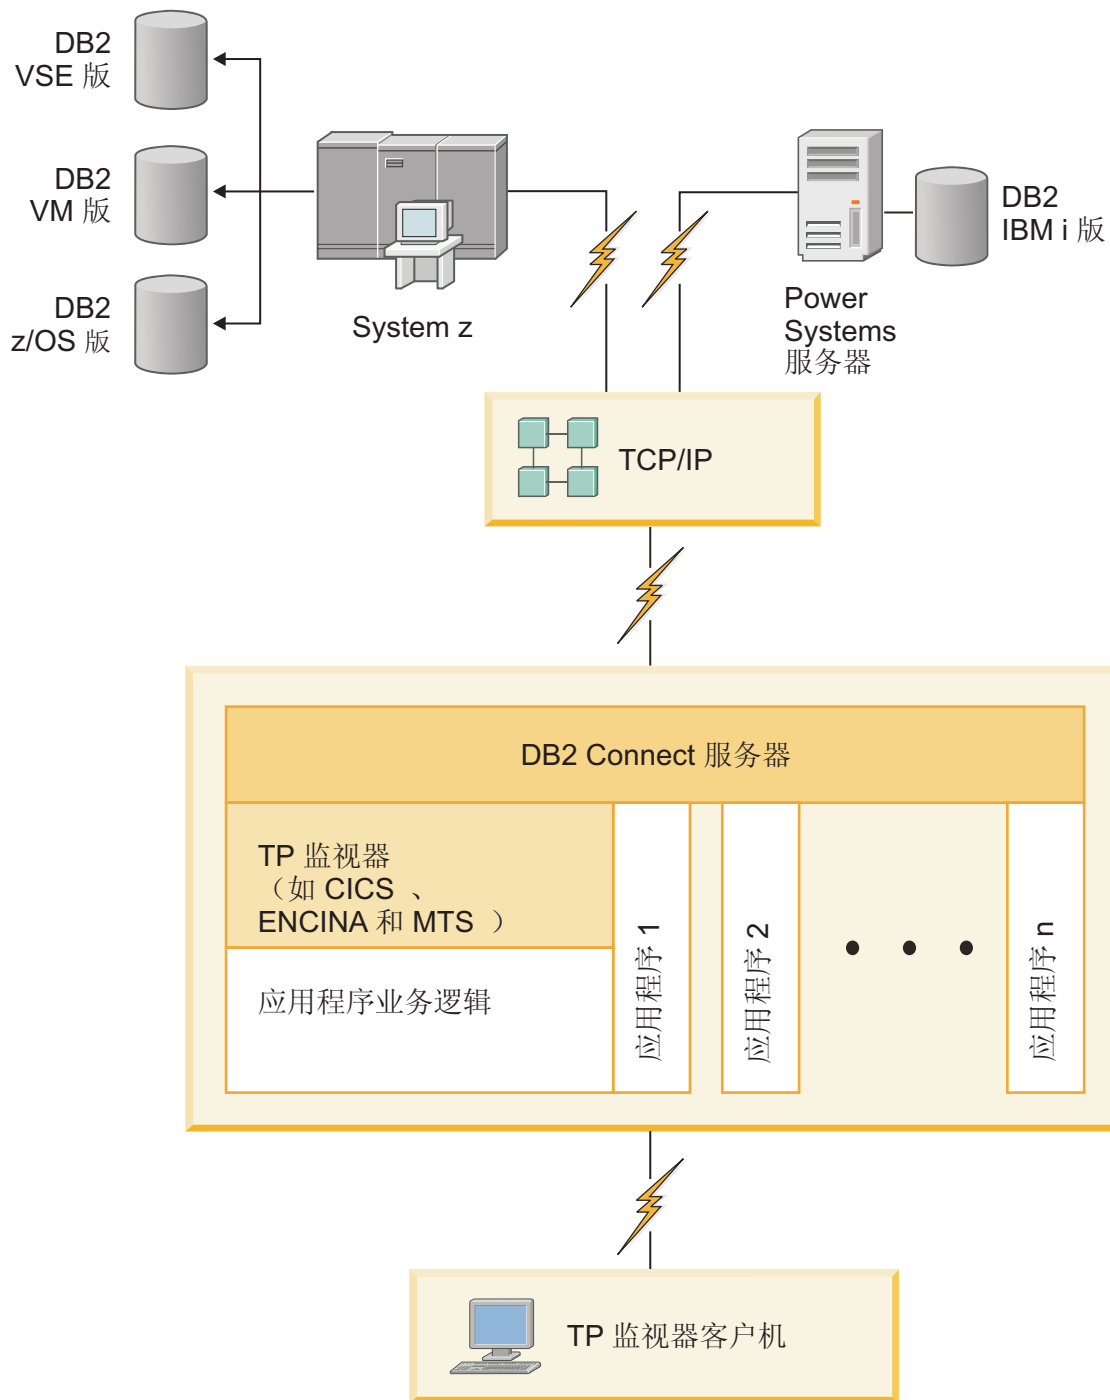 DB2
VSE 版
DB2
VM 版
DB2
z/OS 版
System z
DB2
IBM i 版
Power
Systems
服务器
TCP/IP
DB2 Connect 服务器
TP 监视器
（如 CICS 、
ENCINA 和 MTS ）
应用程序业务逻辑
应用程序 1
应用程序 2
应用程序 n
TP 监视器客户机